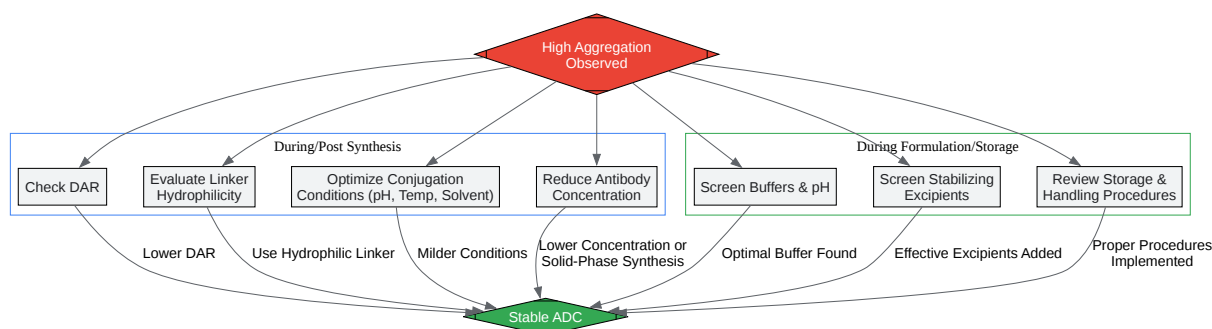 High Aggregation
Observed
During/Post Synthesis
During Formulation/Storage
Check DAR
Evaluate Linker
Hydrophilicity
Optimize Conjugation
Conditions (pH, Temp, Solvent)
Reduce Antibody
Concentration
Screen Buffers & pH
Screen Stabilizing
Excipients
Review Storage &
Handling Procedures
Lower DAR
Use Hydrophilic Linker
Milder Conditions
Lower Concentration or
Solid-Phase Synthesis
Optimal Buffer Found
Effective Excipients Added
Proper Procedures
Implemented
Stable ADC